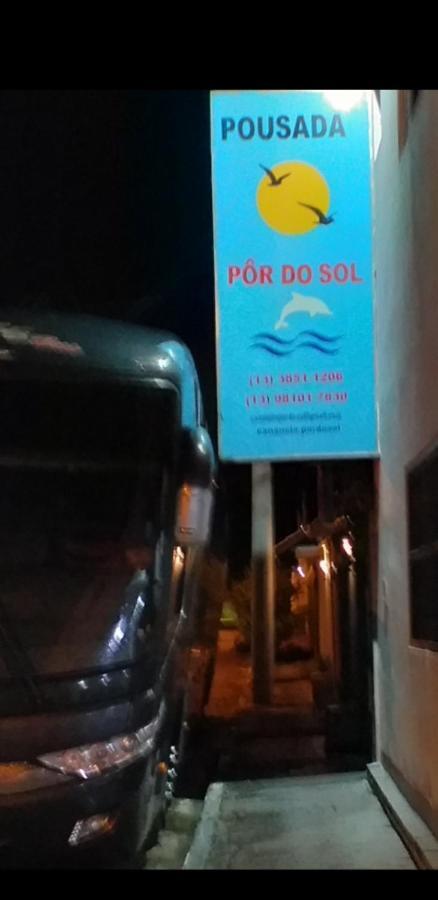 POUSADA
PÔR DO SOL
(13) 3851-1206
(13) 98101-7830